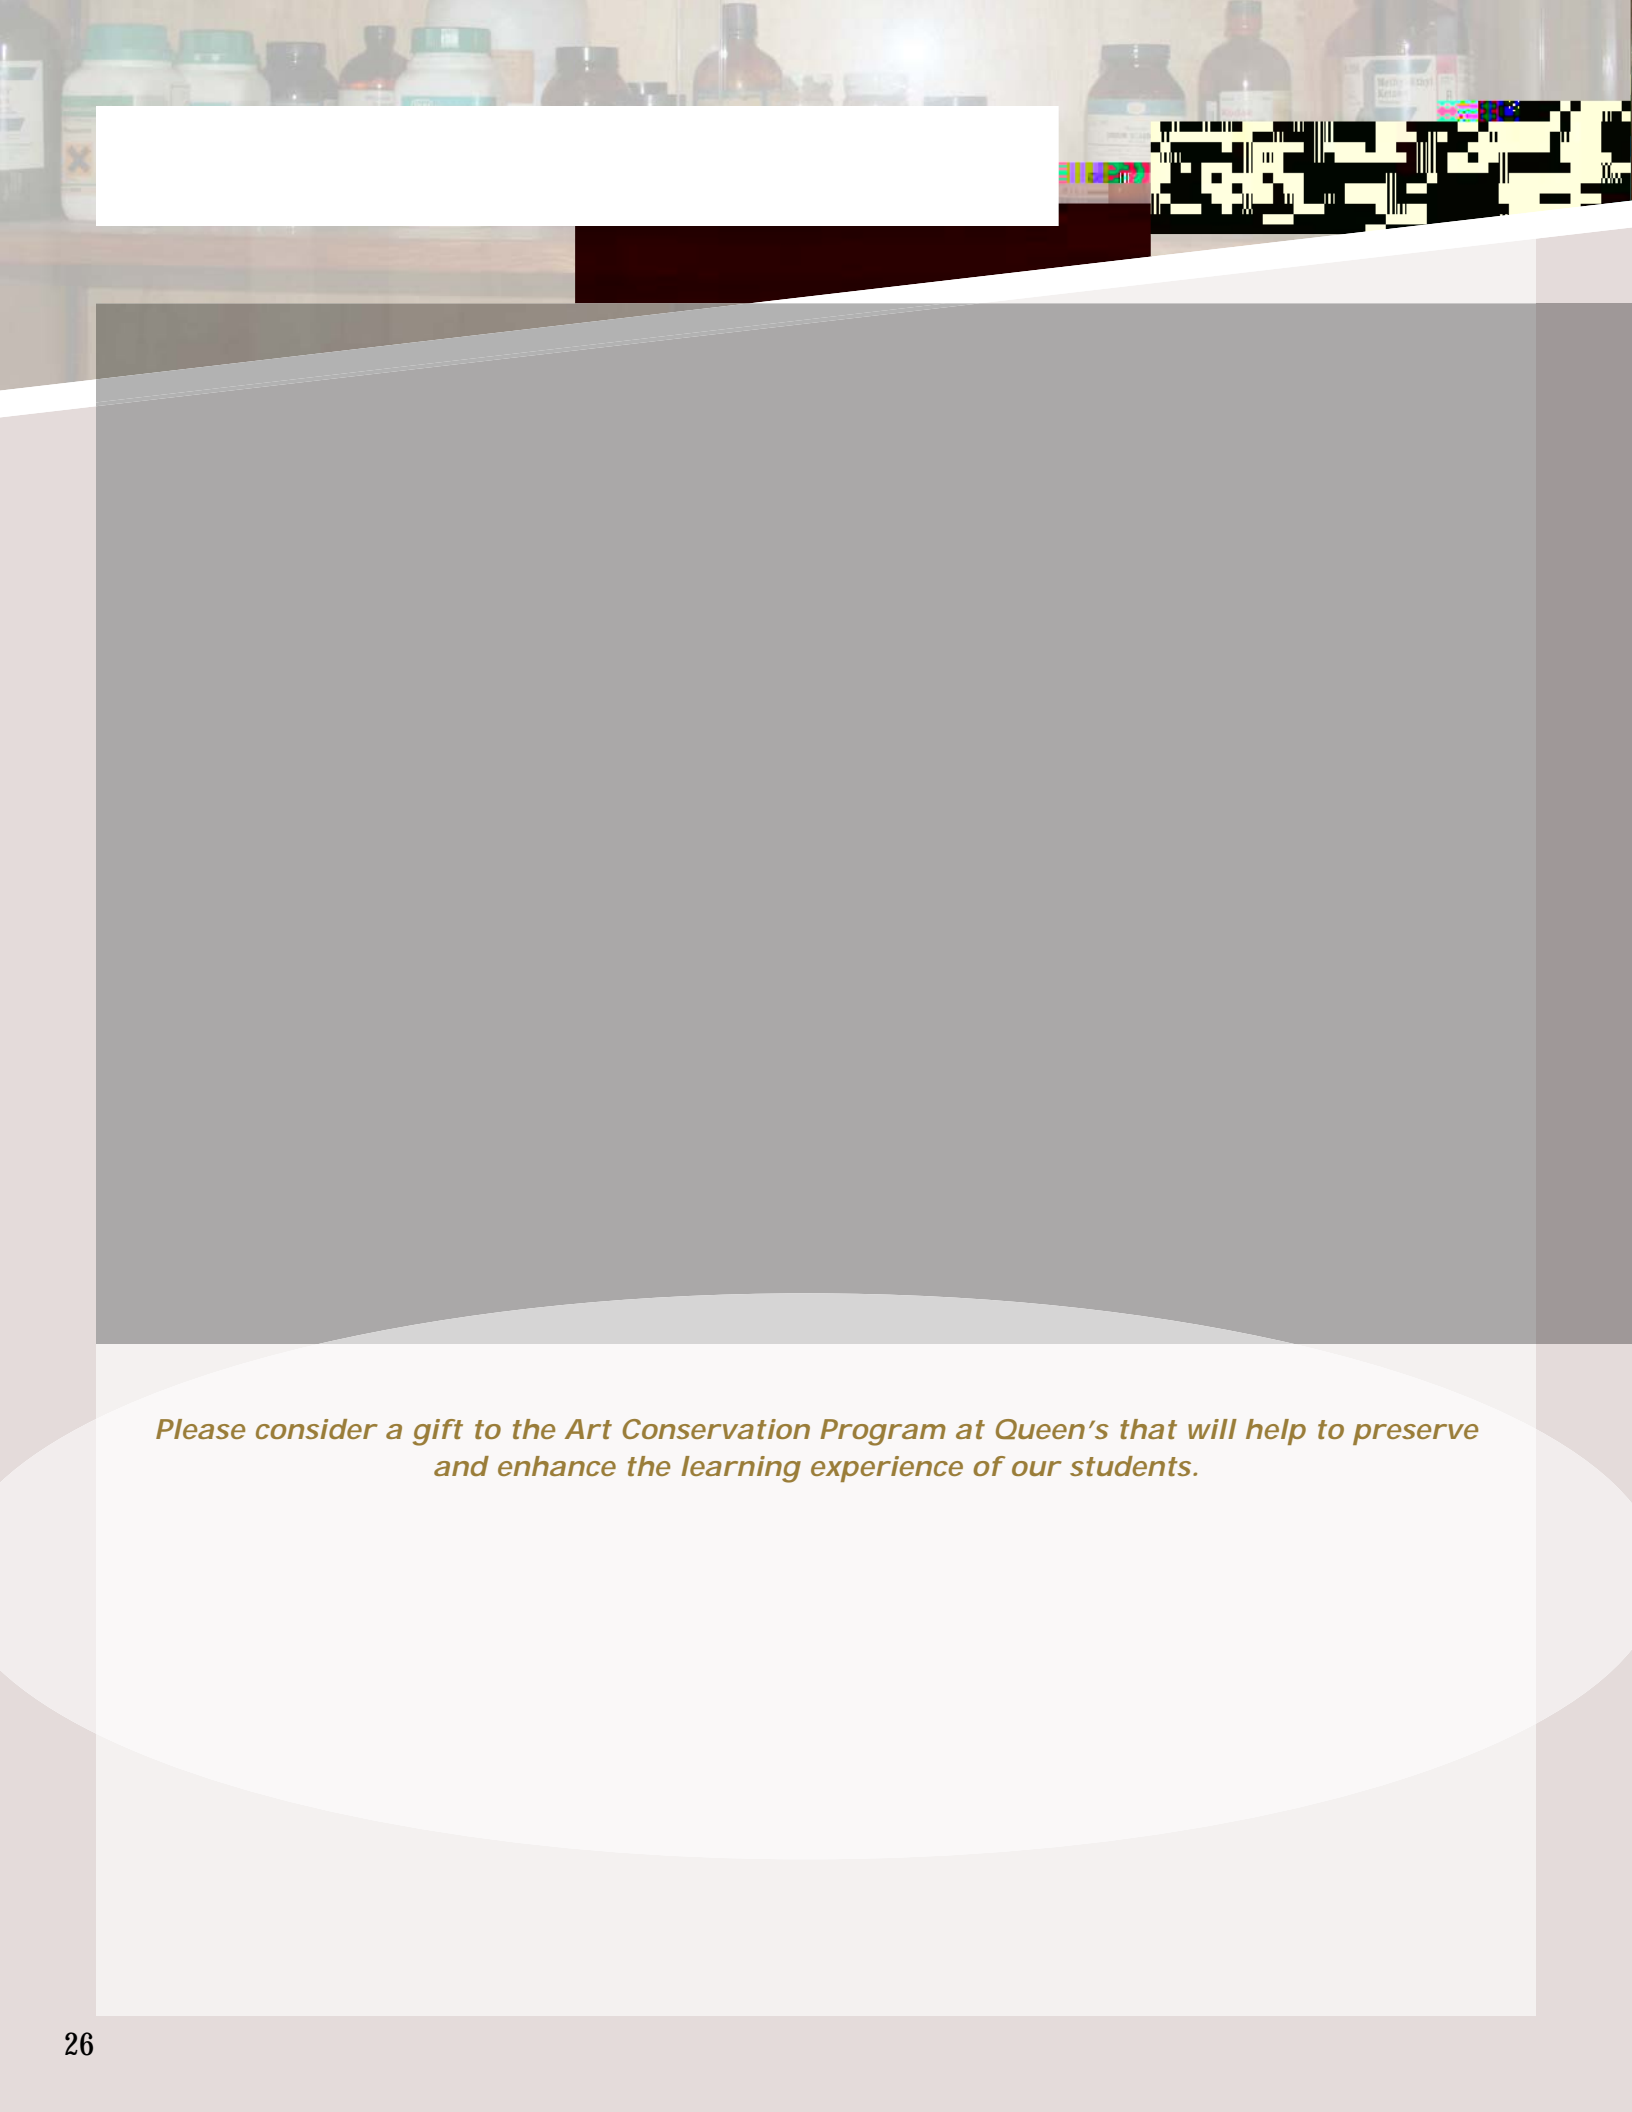 Please consider a gift to the Art Conservation Program at Queen's that will help to preserve
and enhance the learning experience of our students.
26